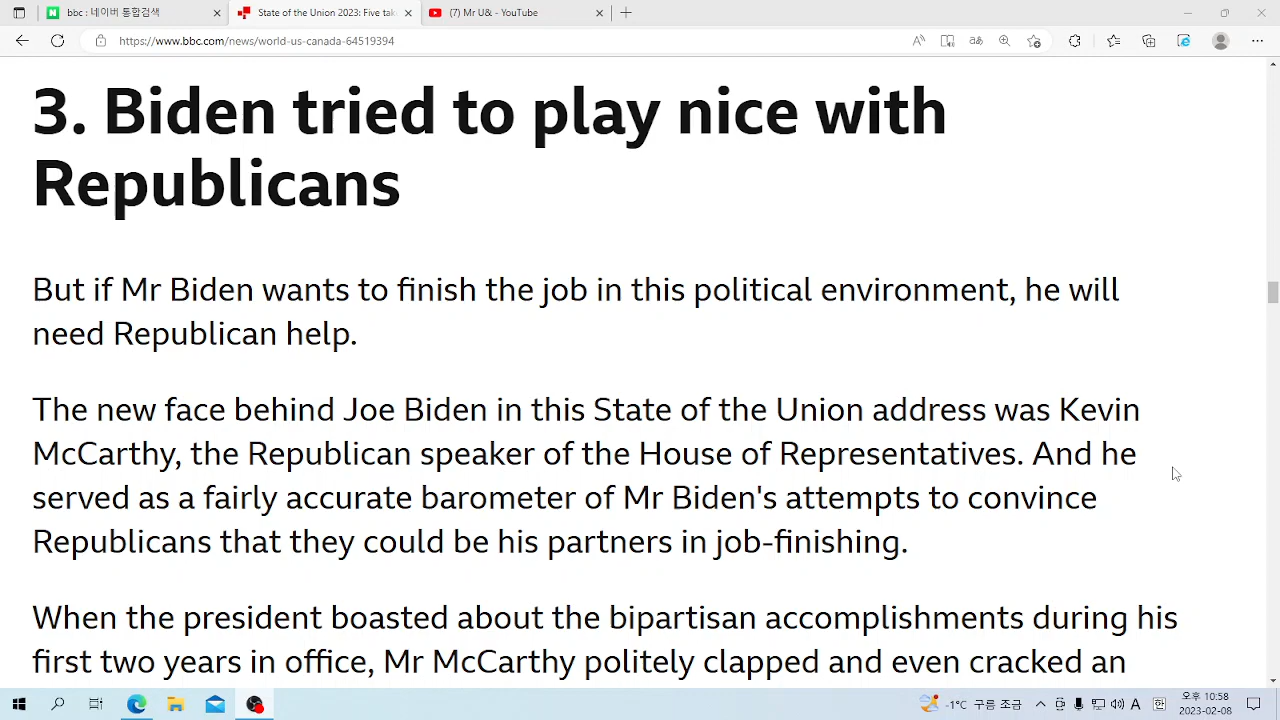 bbc : 네이버 통합검색
State of the Union 2023: Five tak
(7) Mr U& - YouTube
https://www.bbc.com/news/world-us-canada-64519394
3. Biden tried to play nice with
Republicans
But if Mr Biden wants to finish the job in this political environment, he will
need Republican help.
The new face behind Joe Biden in this State of the Union address was Kevin
McCarthy, the Republican speaker of the House of Representatives. And he
served as a fairly accurate barometer of Mr Biden's attempts to convince
Republicans that they could be his partners in job-finishing.
When the president boasted about the bipartisan accomplishments during his
first two years in office, Mr McCarthy politely clapped and even cracked an
-1°C 구름 조금
A
오후 10:58
2023-02-08